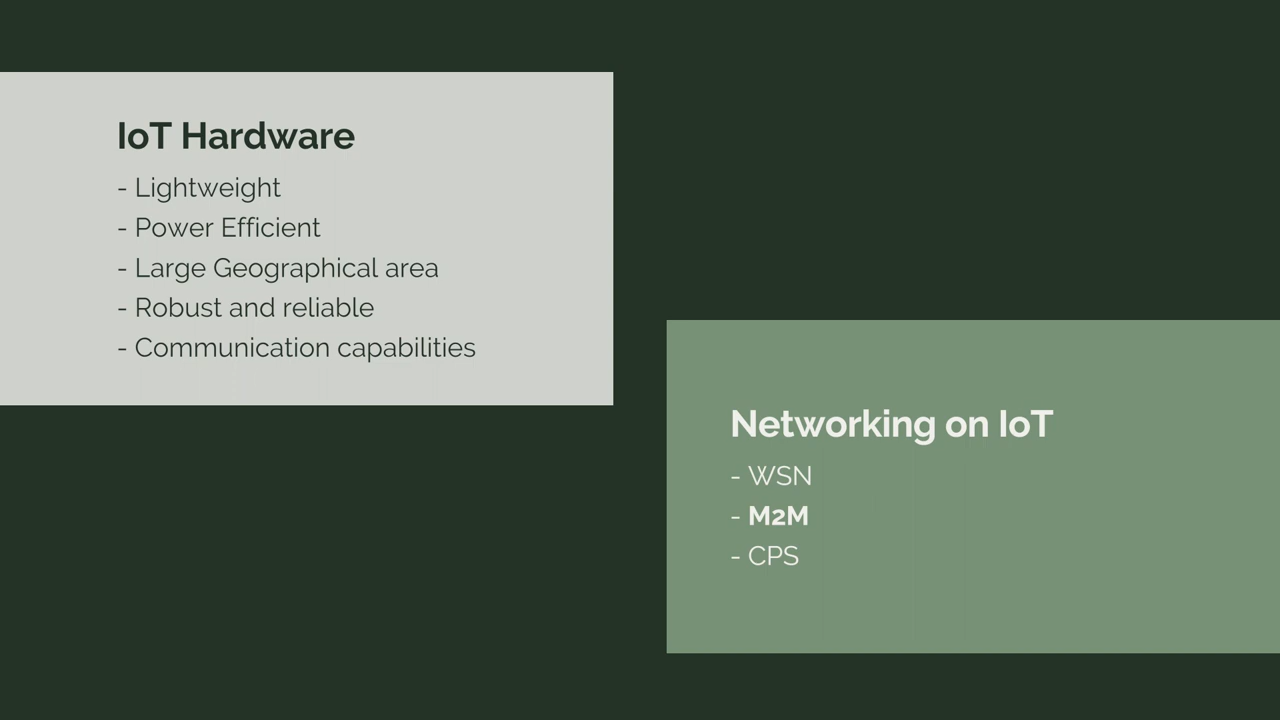 IoT Hardware
- Lightweight
- Power Efficient
- Large Geographical area
- Robust and reliable
- Communication capabilities
Networking on IoT
- WSN
- M2M
- CPS